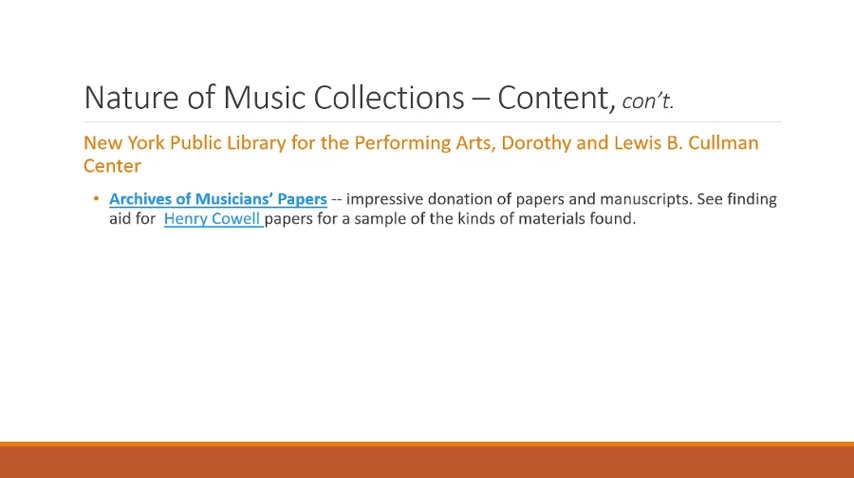 Nature of Music Collections – Content, con’t.
New York Public Library for the Performing Arts, Dorothy and Lewis B. Cullman
Center
• Archives of Musicians’ Papers -- impressive donation of papers and manuscripts. See finding
aid for Henry Cowell papers for a sample of the kinds of materials found.